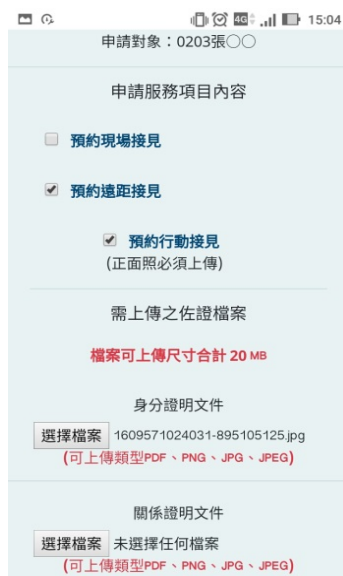 4G 15:04
申請對象：0203張○○
申請服務項目內容
預約現場接見
預約遠距接見
預約行動接見
(正面照必須上傳)
需上傳之佐證檔案
檔案可上傳尺寸合計 20 MB
身分證明文件
選擇檔案 1609571024031-895105125.jpg
(可上傳類型PDF、PNG、JPG、JPEG)
關係證明文件
選擇檔案 未選擇任何檔案
(可上傳類型PDF、PNG、JPG、JPEG)